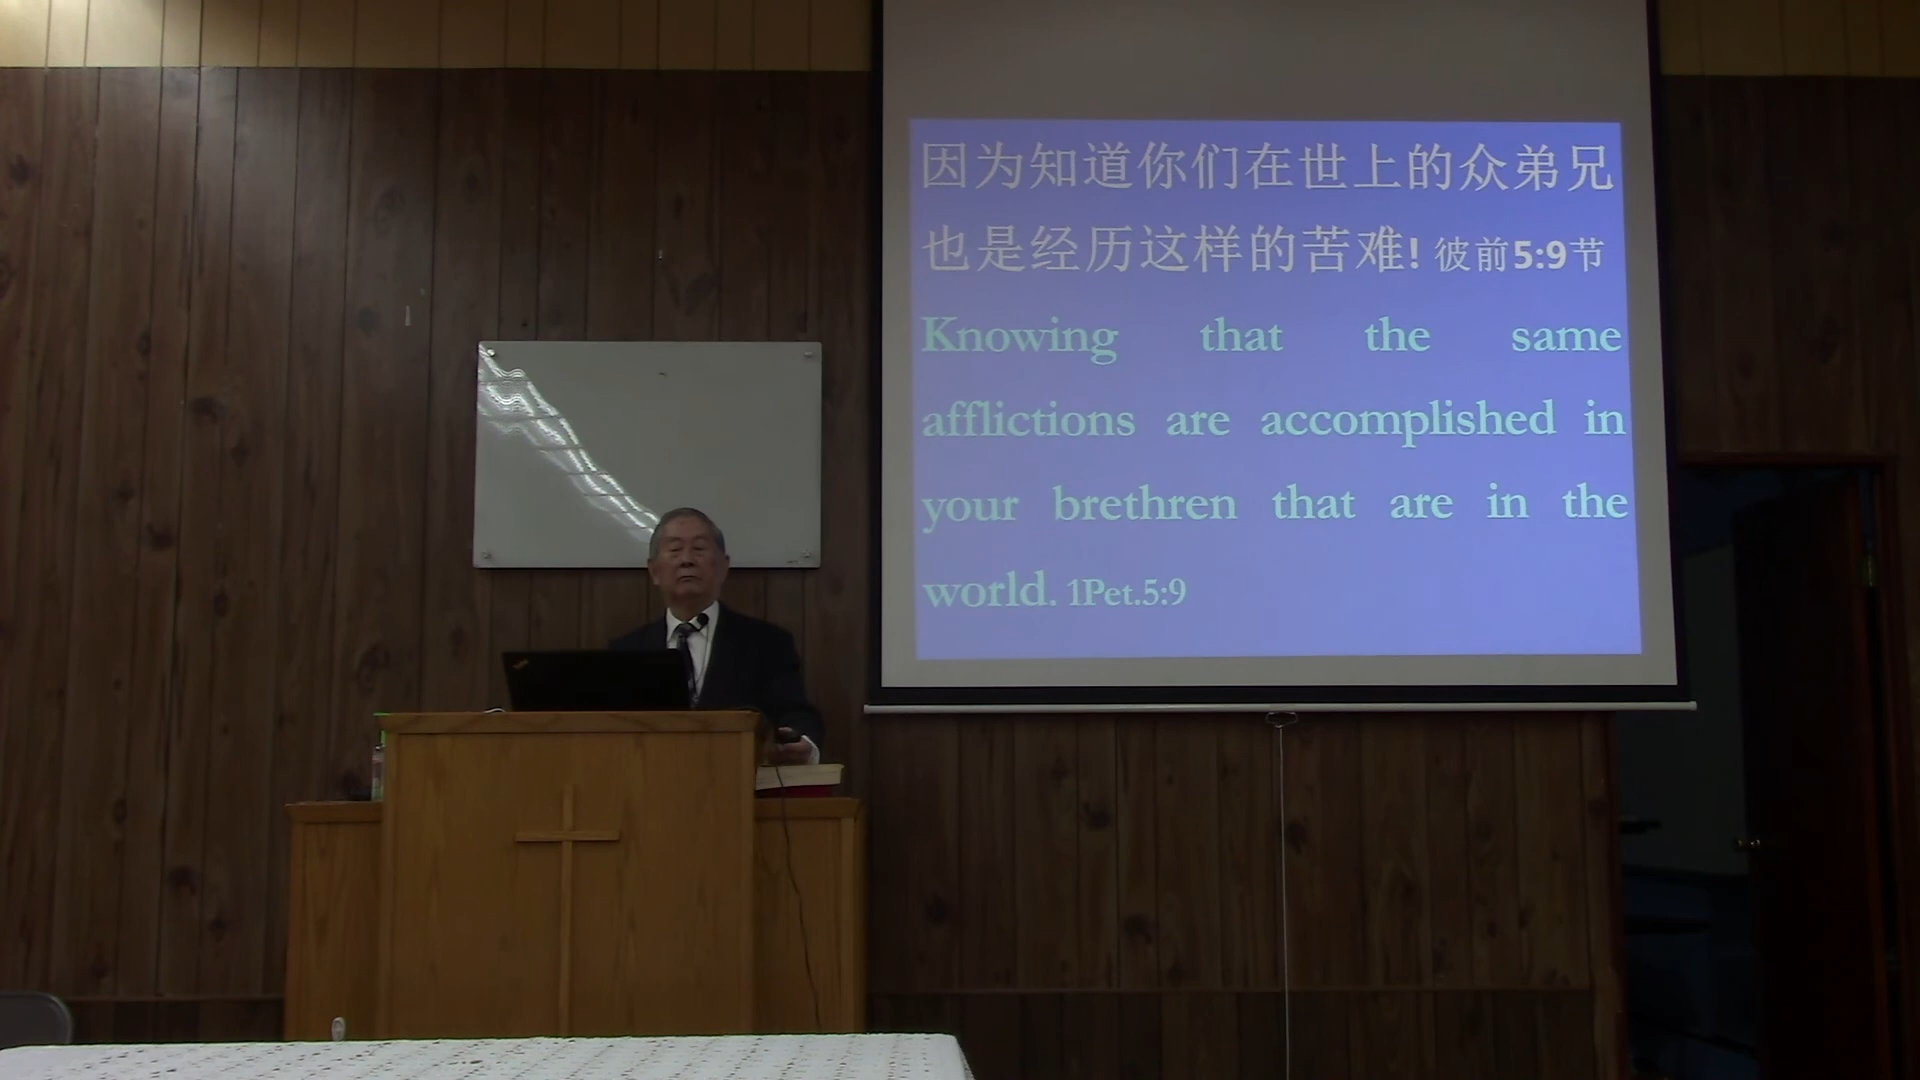 因为知道你们在世上的众弟兄
也是经历这样的苦难! 彼前5:9节
Knowing that the same
afflictions are accomplished in
your brethren that are in the
world. 1Pet.5:9